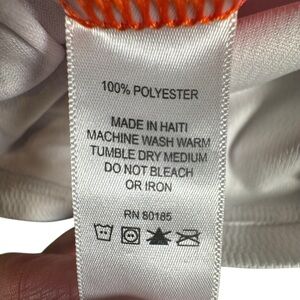 100% POLYESTER
MADE IN HAITI
MACHINE WASH WARM
TUMBLE DRY MEDIUM
DO NOT BLEACH
OR IRON
RN 80185